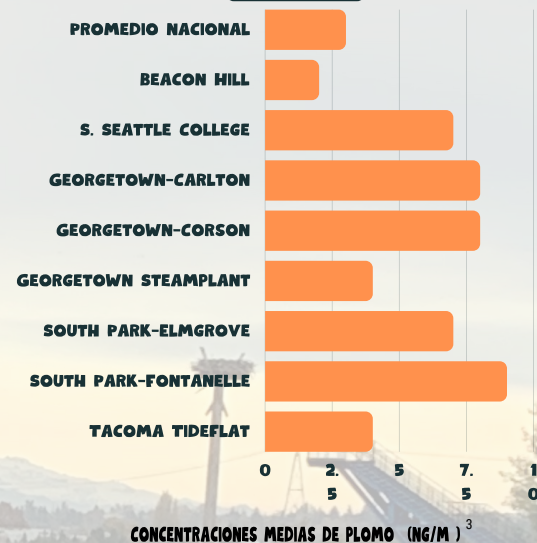 PROMEDIO NACIONAL
BEACON HILL
S. SEATTLE COLLEGE
GEORGETOWN-CARLTON
GEORGETOWN-CORSON
GEORGETOWN STEAMPLANT
SOUTH PARK-ELMGROVE
SOUTH PARK-FONTANELLE
TACOMA TIDEFLAT
0 2. 5 7. 1
5 5 0
CONCENTRACIONES MEDIAS DE PLOMO (NG/M ) 3